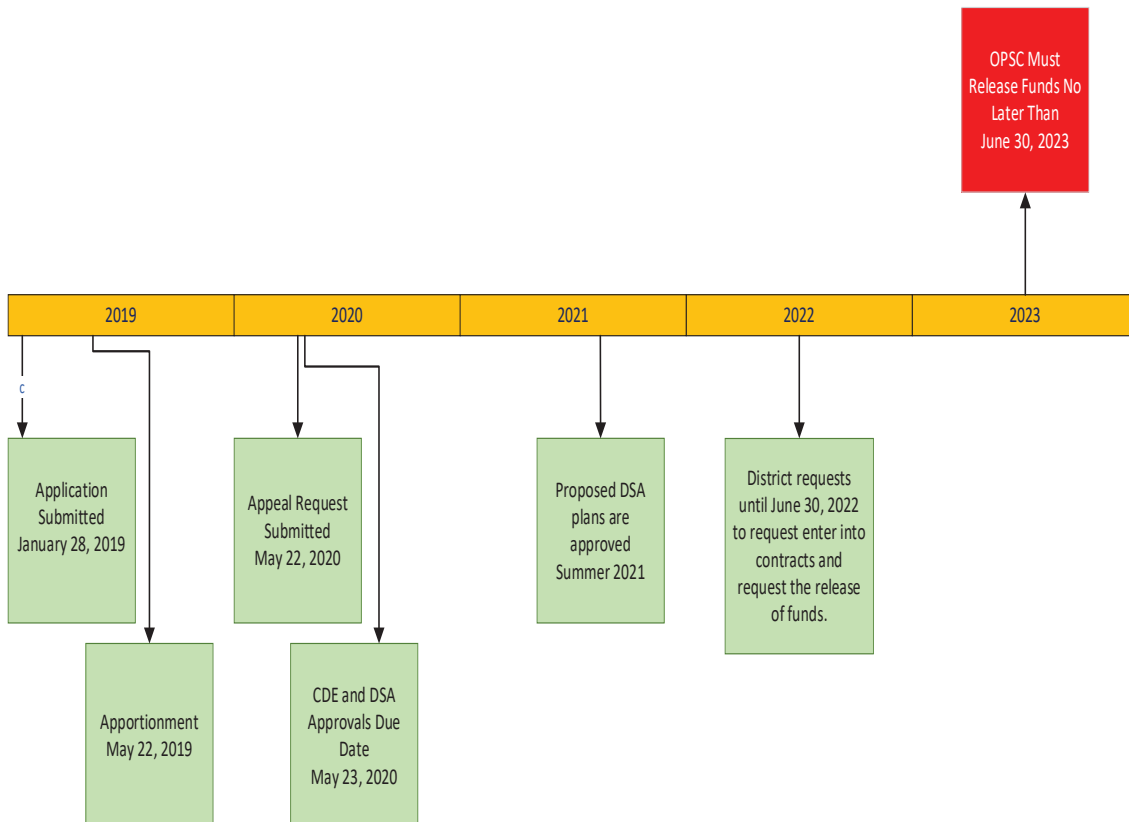 OPSC Must
Release Funds No
Later Than
June 30, 2023
2019
2020
2021
2022
2023
c
Application
Submitted
January 28, 2019
Appeal Request
Submitted
May 22, 2020
Proposed DSA
plans are
approved
Summer 2021
District requests
until June 30, 2022
to request enter into
contracts and
request the release
of funds.
Apportionment
May 22, 2019
CDE and DSA
Approvals Due
Date
May 23, 2020